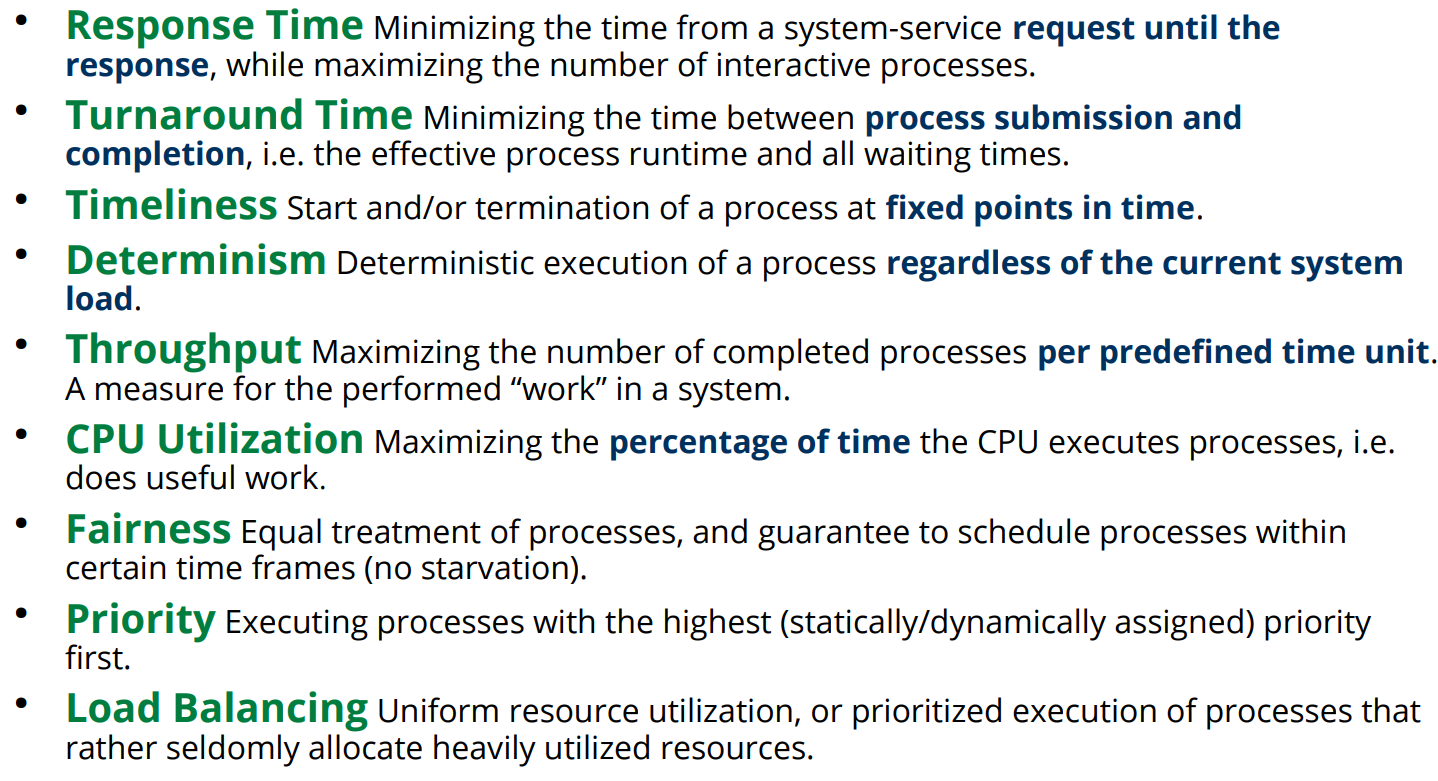 • Response Time Minimizing the time from a system-service request until the
response, while maximizing the number of interactive processes.
• Turnaround Time Minimizing the time between process submission and
completion, i.e. the effective process runtime and all waiting times.
• Timeliness Start and/or termination of a process at fixed points in time.
• Determinism Deterministic execution of a process regardless of the current system
load.
• Throughput Maximizing the number of completed processes per predefined time unit.
A measure for the performed “work” in a system.
• CPU Utilization Maximizing the percentage of time the CPU executes processes, i.e.
does useful work.
• Fairness Equal treatment of processes, and guarantee to schedule processes within
certain time frames (no starvation).
• Priority Executing processes with the highest (statically/dynamically assigned) priority
first.
• Load Balancing Uniform resource utilization, or prioritized execution of processes that
rather seldomly allocate heavily utilized resources.